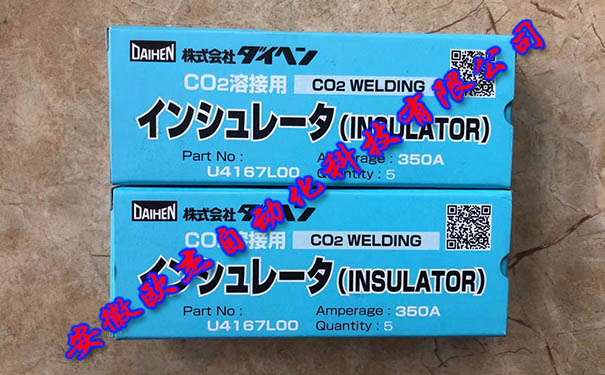 DAIHEN 株式会社ダイヘン
CO2溶接用 CO2 WELDING
インシュレータ(INSULATOR)
Part No : Amperage : 350A
U4167L00 Quantity : 5
DAIHEN 株式会社ダイヘン
CO2溶接用 CO2 WELDING
インシュレータ(INSULATOR)
Part No : Amperage : 350A
U4167L00 Quantity : 5
安徽欧杰自动化科技有限公司